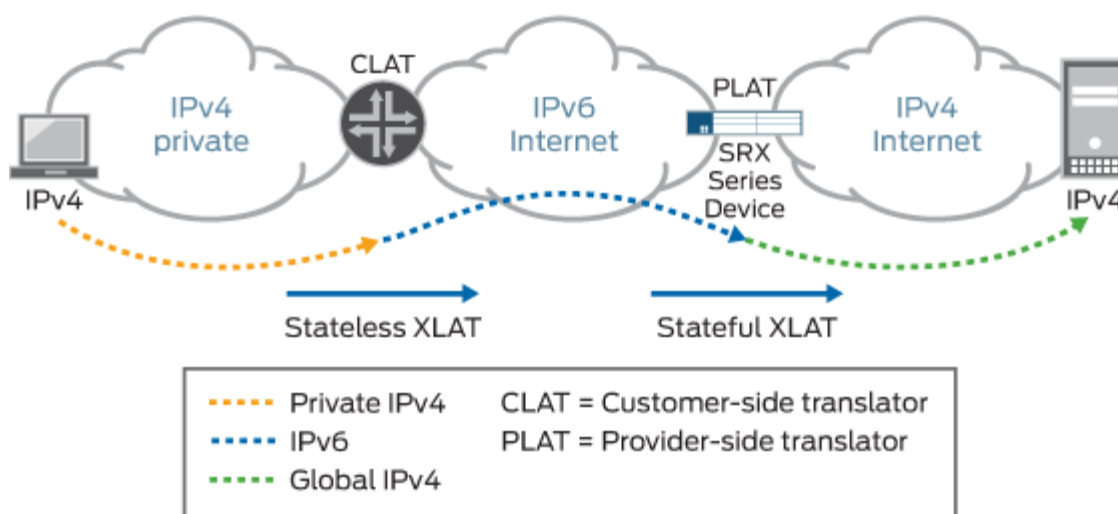 CLAT
IPv4
private
IPv6
Internet
PLAT
SRX
Series
Device
IPv4
Internet
IPv4
IPv4
Stateless XLAT
Stateful XLAT
Private IPv4
CLAT = Customer-side translator
IPv6
PLAT = Provider-side translator
Global IPv4